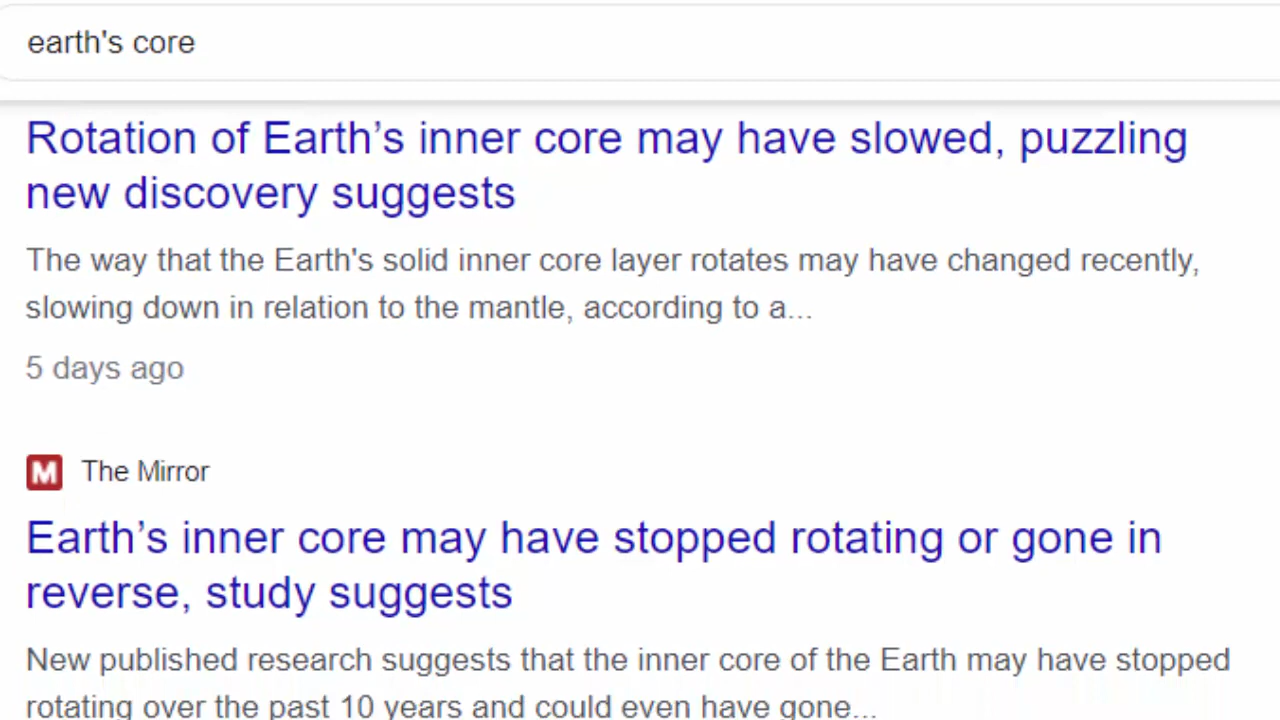 earth's core
Rotation of Earth’s inner core may have slowed, puzzling
new discovery suggests
The way that the Earth's solid inner core layer rotates may have changed recently,
slowing down in relation to the mantle, according to a...
5 days ago
M The Mirror
Earth’s inner core may have stopped rotating or gone in
reverse, study suggests
New published research suggests that the inner core of the Earth may have stopped
rotating over the past 10 years and could even have gone...